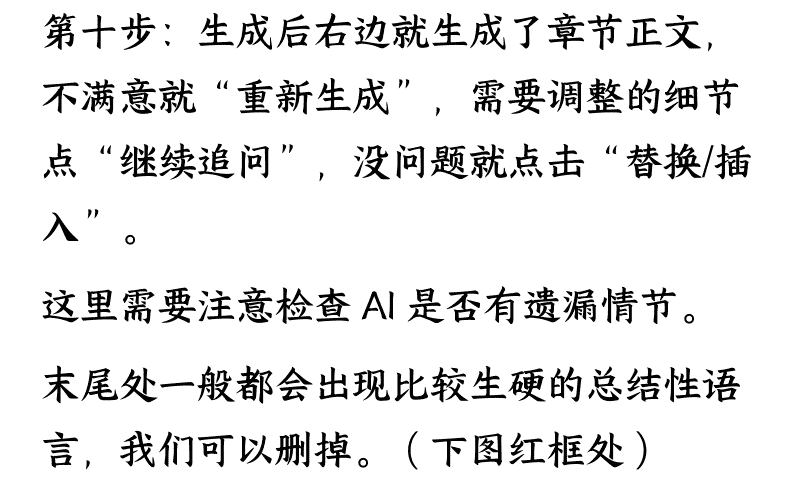 第十步：生成后右边就生成了章节正文，
不满意就“重新生成”，需要调整的细节
点“继续追问”，没问题就点击“替换/插
入”。
这里需要注意检查 AI 是否有遗漏情节。
末尾处一般都会出现比较生硬的总结性语
言，我们可以删掉。（下图红框处）